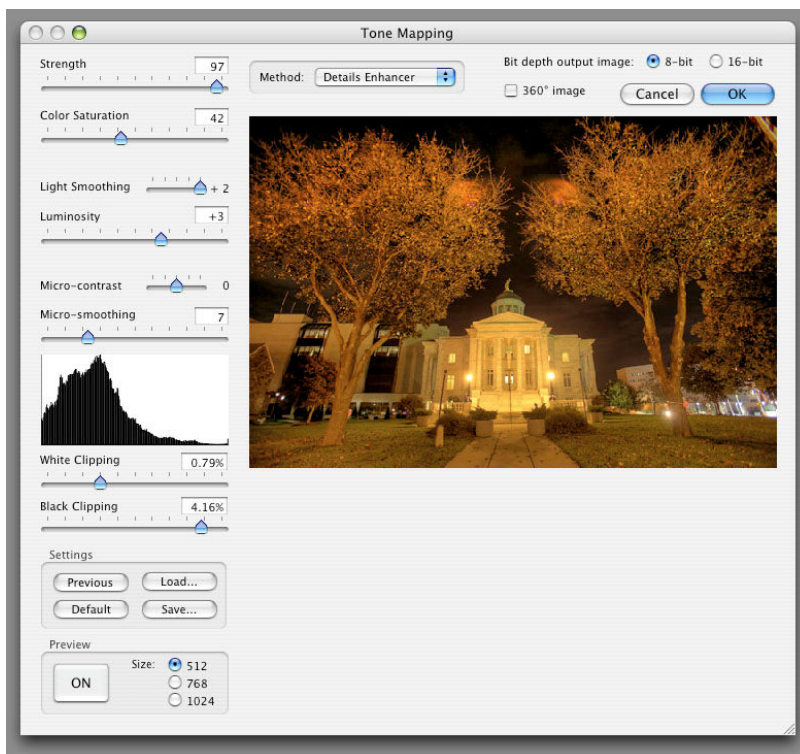 Tone Mapping
Strength 97
Color Saturation 42
Light Smoothing + 2
Luminosity +3
Micro-contrast 0
Micro-smoothing 7
White Clipping 0.79%
Black Clipping 4.16%
Settings
Previous Load...
Default Save...
Preview
ON Size: 512
768
1024
Method: Details Enhancer
Bit depth output image: 8-bit 16-bit
360° image Cancel OK